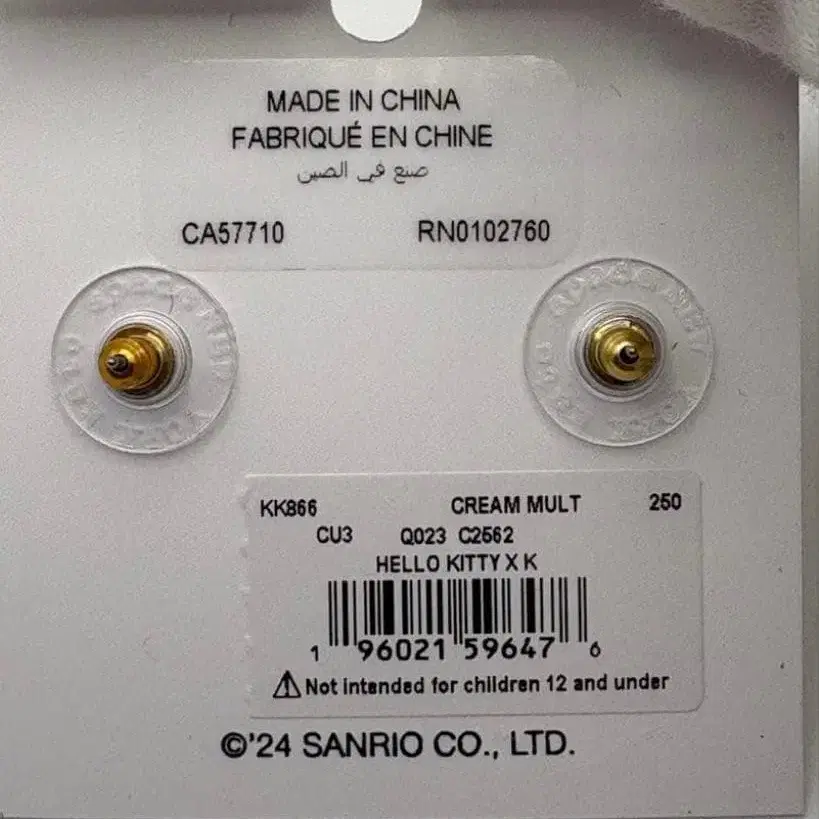 MADE IN CHINA
FABRIQUÉ EN CHINE
صنع في الصين
CA57710 RN0102760
KK866 CREAM MULT 250
CU3 Q023 C2562
HELLO KITTY X K
1 96021 59647 6
Not intended for children 12 and under
©'24 SANRIO CO., LTD.